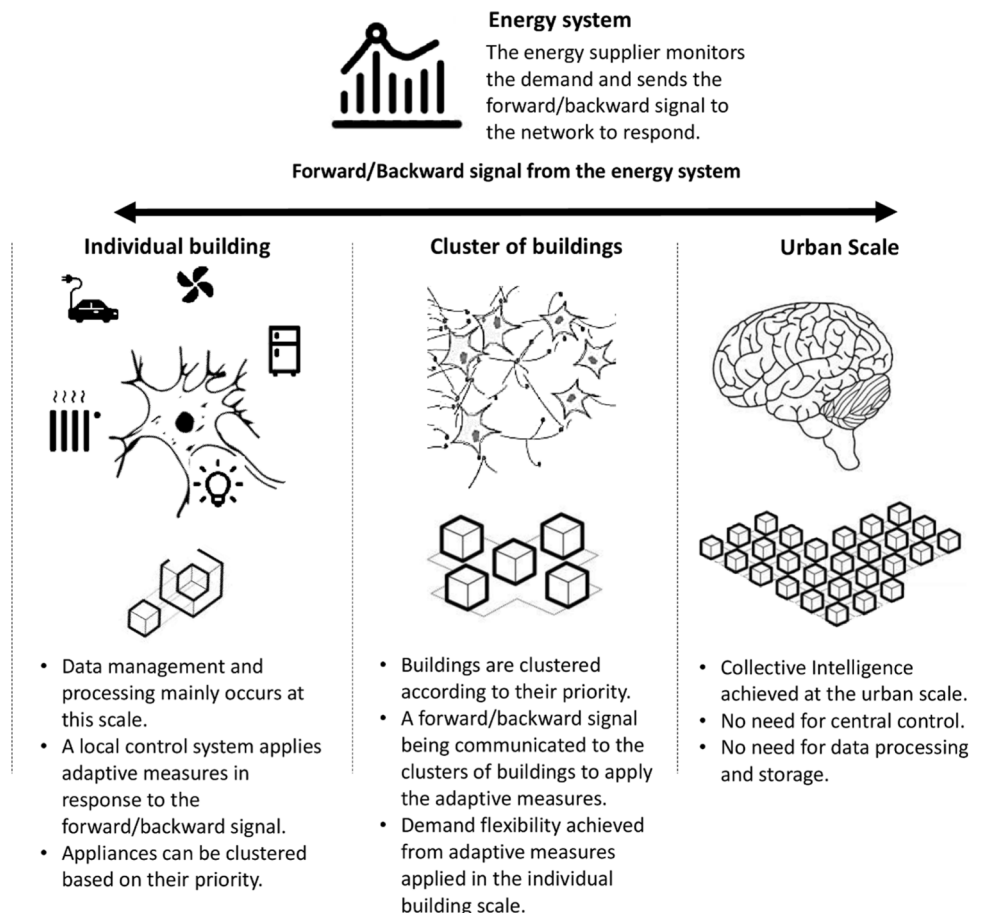 Energy system
The energy supplier monitors
the demand and sends the
forward/backward signal to
the network to respond.
Forward/Backward signal from the energy system
Individual building
• Data management and
processing mainly occurs at
this scale.
• A local control system applies
adaptive measures in
response to the
forward/backward signal.
• Appliances can be clustered
based on their priority.
Cluster of buildings
• Buildings are clustered
according to their priority.
• A forward/backward signal
being communicated to the
clusters of buildings to apply
the adaptive measures.
• Demand flexibility achieved
from adaptive measures
applied in the individual
building scale.
Urban Scale
• Collective Intelligence
achieved at the urban scale.
• No need for central control.
• No need for data processing
and storage.